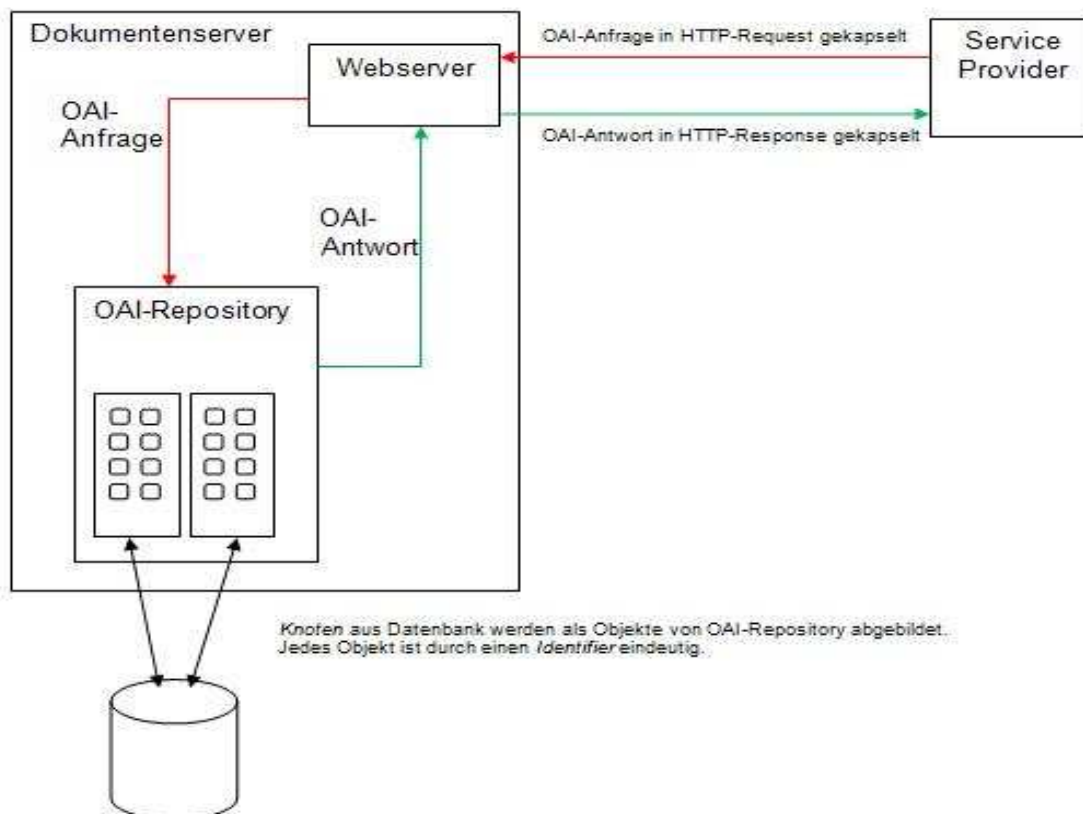 Dokumentenserver
Webserver
OAI-Anfrage in HTTP-Request gekapselt
Service
Provider
OAI-Antwort in HTTP-Response gekapselt
OAI-
Anfrage
OAI-
Antwort
OAI-Repository
Knoten aus Datenbank werden als Objekte von OAI-Repository abgebildet.
Jedes Objekt ist durch einen Identifier eindeutig.